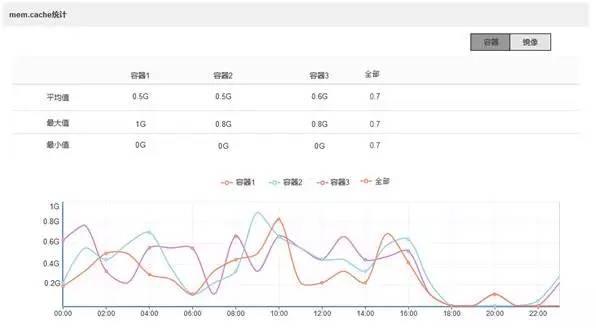 mem.cache统计
容器 镜像
容器1 容器2 容器3 全部
平均值 0.5G 0.5G 0.6G 0.7
最大值 1G 0.8G 0.8G 0.7
最小值 0G 0G 0G 0.7
容器1 容器2 容器3 全部
1G
0.8G
0.6G
0.4G
0.2G
00:00 02:00 04:00 06:00 08:00 10:00 12:00 14:00 16:00 18:00 20:00 22:00